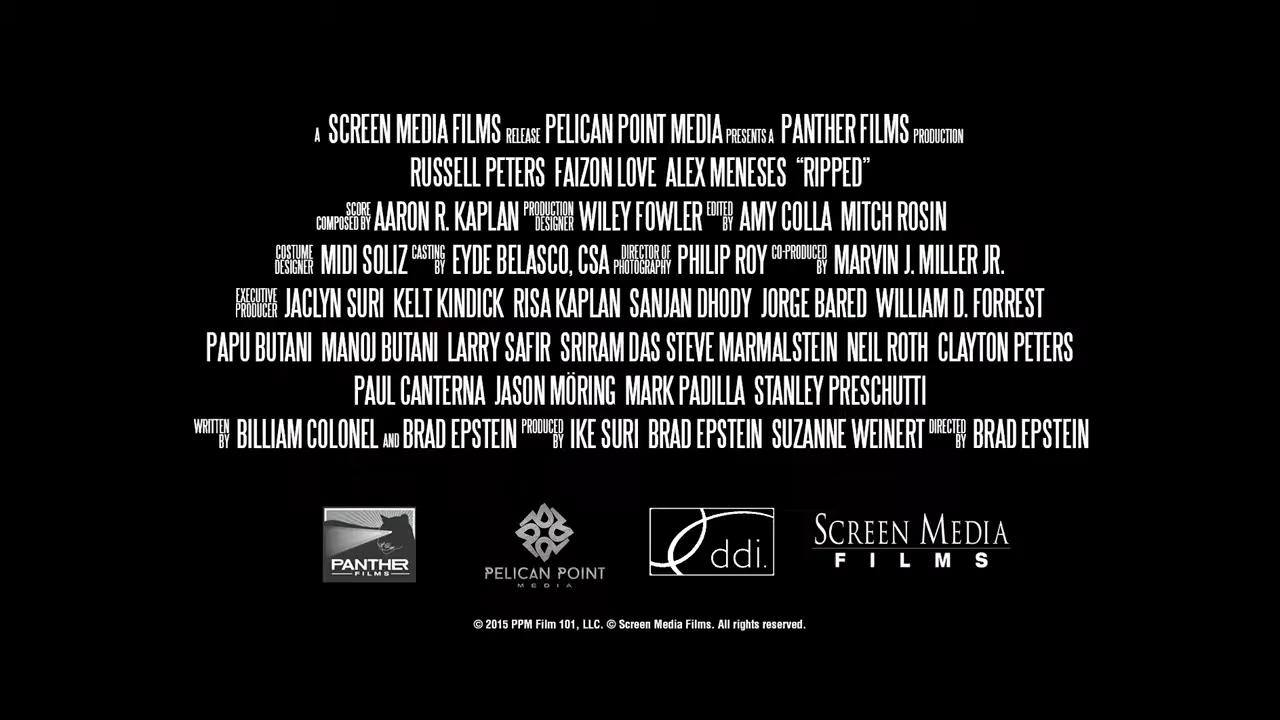 A SCREEN MEDIA FILMS RELEASE PELICAN POINT MEDIA PRESENTS A PANTHER FILMS PRODUCTION
RUSSELL PETERS FAIZON LOVE ALEX MENESES “RIPPED”
SCORE COMPOSED BY AARON R. KAPLAN PRODUCTION DESIGNER WILEY FOWLER EDITED BY AMY COLLA MITCH ROSIN
COSTUME DESIGNER MIDI SOLIZ CASTING BY EYDE BELASCO, CSA DIRECTOR OF PHOTOGRAPHY PHILIP ROY CO-PRODUCED BY MARVIN J. MILLER JR.
EXECUTIVE PRODUCER JACLYN SURI KELT KINDICK RISA KAPLAN SANJAN DHODY JORGE BARED WILLIAM D. FORREST
PAPU BUTANI MANOJ BUTANI LARRY SAFIR SRIRAM DAS STEVE MARMALSTEIN NEIL ROTH CLAYTON PETERS
PAUL CANTERNA JASON MÖRING MARK PADILLA STANLEY PRESCHUTTI
WRITTEN BY BILLIAM COLONEL AND BRAD EPSTEIN PRODUCED BY IKE SURI BRAD EPSTEIN SUZANNE WEINERT DIRECTED BY BRAD EPSTEIN
PANTHER
FILMS
PELICAN POINT
MEDIA
ddi.
SCREEN MEDIA
FILMS
© 2015 PPM Film 101, LLC. © Screen Media Films. All rights reserved.